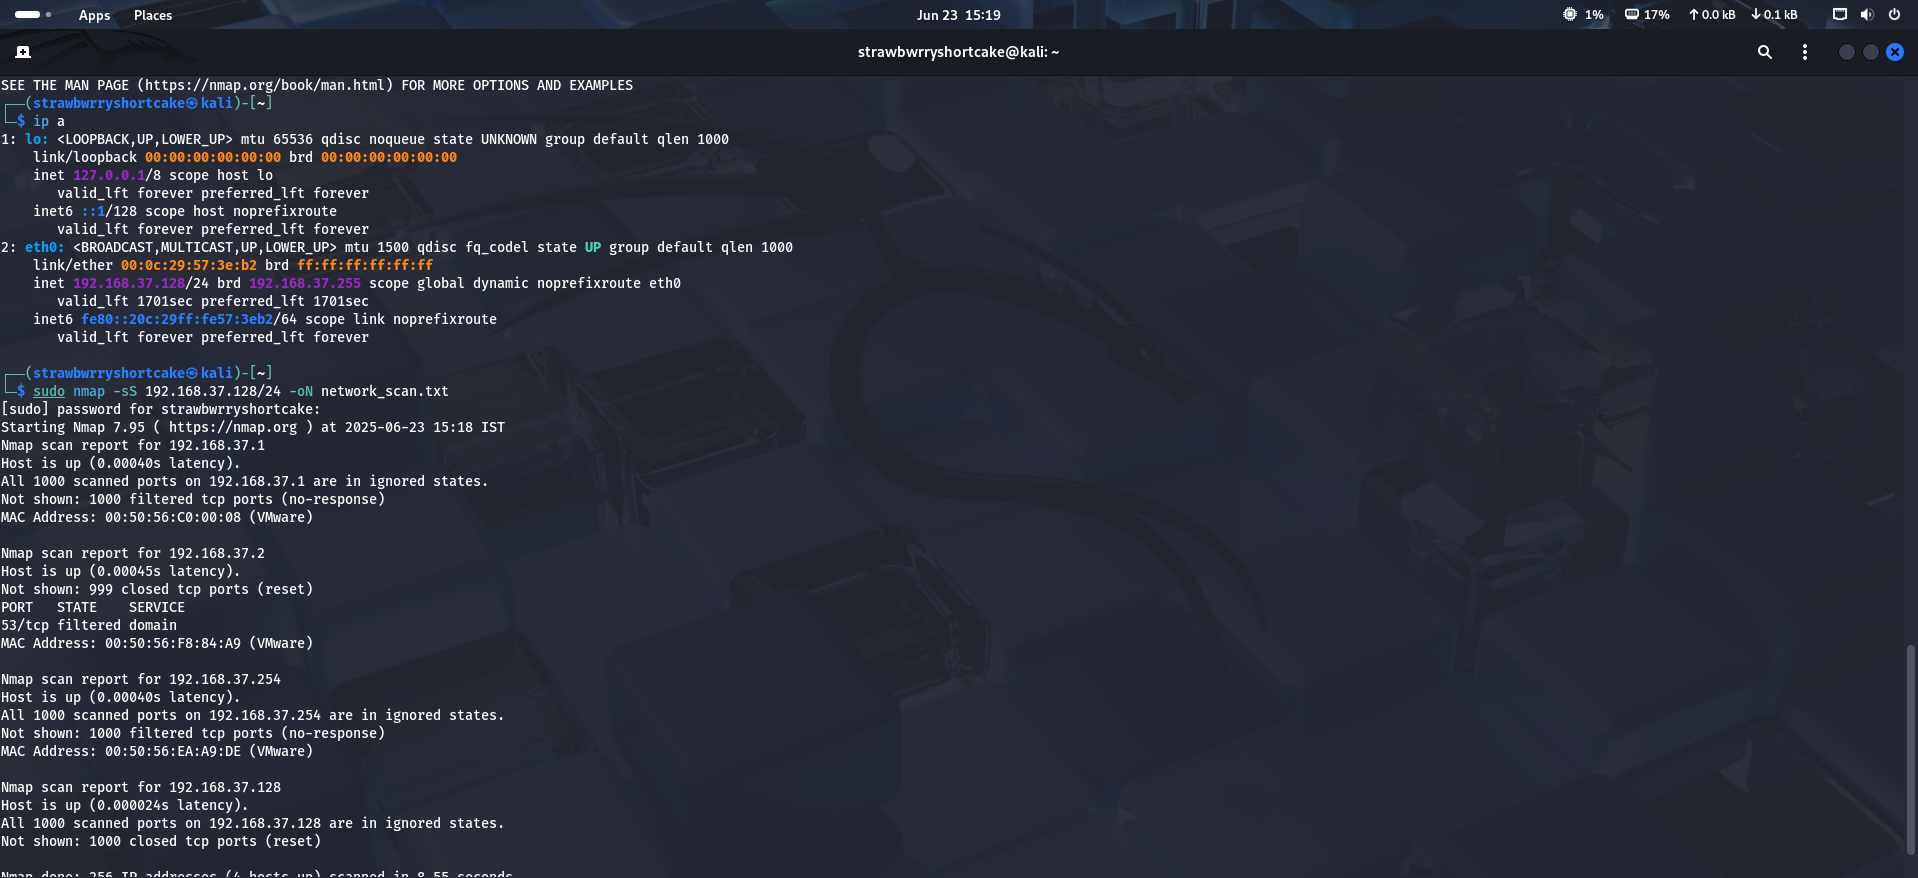 Apps Places Jun 23 15:19 1% 17% 0.0 kB 0.1 kB
strawbwrryshortcake@kali: ~
SEE THE MAN PAGE (https://nmap.org/book/man.html) FOR MORE OPTIONS AND EXAMPLES
┌──(strawbwrryshortcake㉿kali)-[~]
└─$ ip a
1: lo: <LOOPBACK,UP,LOWER_UP> mtu 65536 qdisc noqueue state UNKNOWN group default qlen 1000
    link/loopback 00:00:00:00:00:00 brd 00:00:00:00:00:00
    inet 127.0.0.1/8 scope host lo
       valid_lft forever preferred_lft forever
    inet6 ::1/128 scope host noprefixroute
       valid_lft forever preferred_lft forever
2: eth0: <BROADCAST,MULTICAST,UP,LOWER_UP> mtu 1500 qdisc fq_codel state UP group default qlen 1000
    link/ether 00:0c:29:57:3e:b2 brd ff:ff:ff:ff:ff:ff
    inet 192.168.37.128/24 brd 192.168.37.255 scope global dynamic noprefixroute eth0
       valid_lft 1701sec preferred_lft 1701sec
    inet6 fe80::20c:29ff:fe57:3eb2/64 scope link noprefixroute
       valid_lft forever preferred_lft forever
┌──(strawbwrryshortcake㉿kali)-[~]
└─$ sudo nmap -sS 192.168.37.128/24 -oN network_scan.txt
[sudo] password for strawbwrryshortcake:
Starting Nmap 7.95 ( https://nmap.org ) at 2025-06-23 15:18 IST
Nmap scan report for 192.168.37.1
Host is up (0.00040s latency).
All 1000 scanned ports on 192.168.37.1 are in ignored states.
Not shown: 1000 filtered tcp ports (no-response)
MAC Address: 00:50:56:C0:00:08 (VMware)
Nmap scan report for 192.168.37.2
Host is up (0.00045s latency).
Not shown: 999 closed tcp ports (reset)
PORT   STATE    SERVICE
53/tcp filtered domain
MAC Address: 00:50:56:F8:84:A9 (VMware)
Nmap scan report for 192.168.37.254
Host is up (0.00040s latency).
All 1000 scanned ports on 192.168.37.254 are in ignored states.
Not shown: 1000 filtered tcp ports (no-response)
MAC Address: 00:50:56:EA:A9:DE (VMware)
Nmap scan report for 192.168.37.128
Host is up (0.000024s latency).
All 1000 scanned ports on 192.168.37.128 are in ignored states.
Not shown: 1000 closed tcp ports (reset)
Nmap done: 256 IP addresses (4 hosts up) scanned in 8.55 seconds